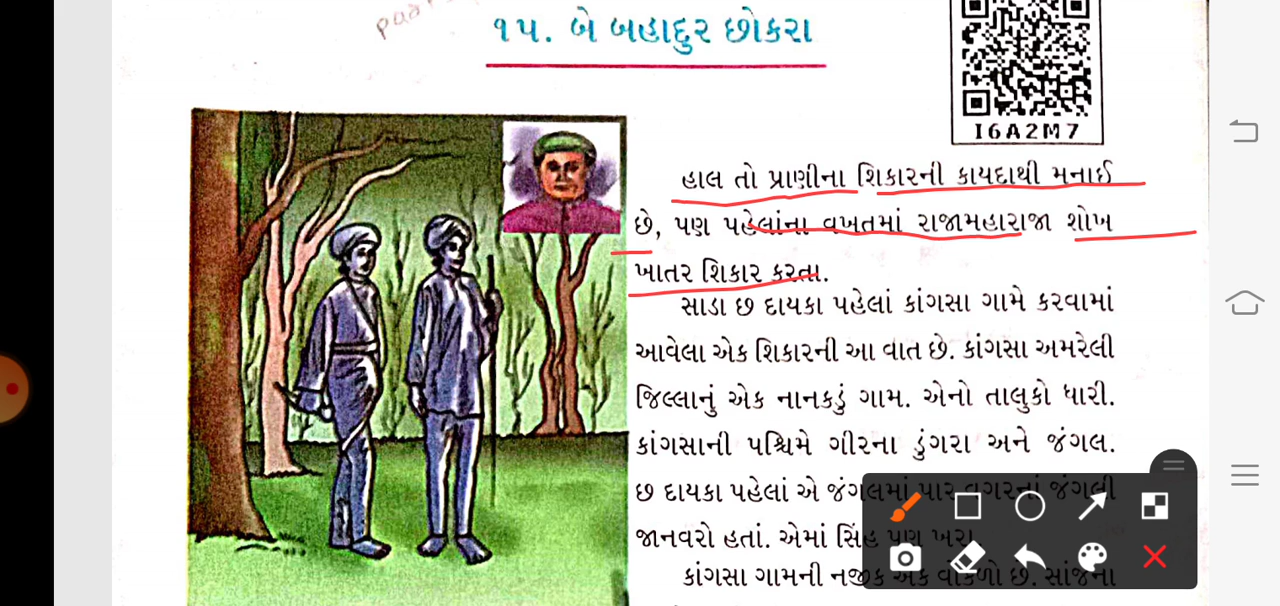 ૧૫. બે બહાદુર છોકરા
I6A2M7
હાલ તો પ્રાણીના શિકારની કાયદાથી મનાઈ
છે, પણ પહેલાંના વખતમાં રાજામહારાજા શોખ
ખાતર શિકાર કરતા.
સાડા છ દાયકા પહેલાં કાંગસા ગામે કરવામાં
આવેલા એક શિકારની આ વાત છે. કાંગસા અમરેલી
જિલ્લાનું એક નાનકડું ગામ. એનો તાલુકો ધારી.
કાંગસાની પશ્ચિમે ગીરના ડુંગરા અને જંગલ.
છ દાયકા પહેલાં એ જંગલમાં પાર વગરનાં જંગલી
જાનવરો હતાં. એમાં સિંહ પણ ખરા.
કાંગસા ગામની નજીક એક વોકળો છે. સાંજના